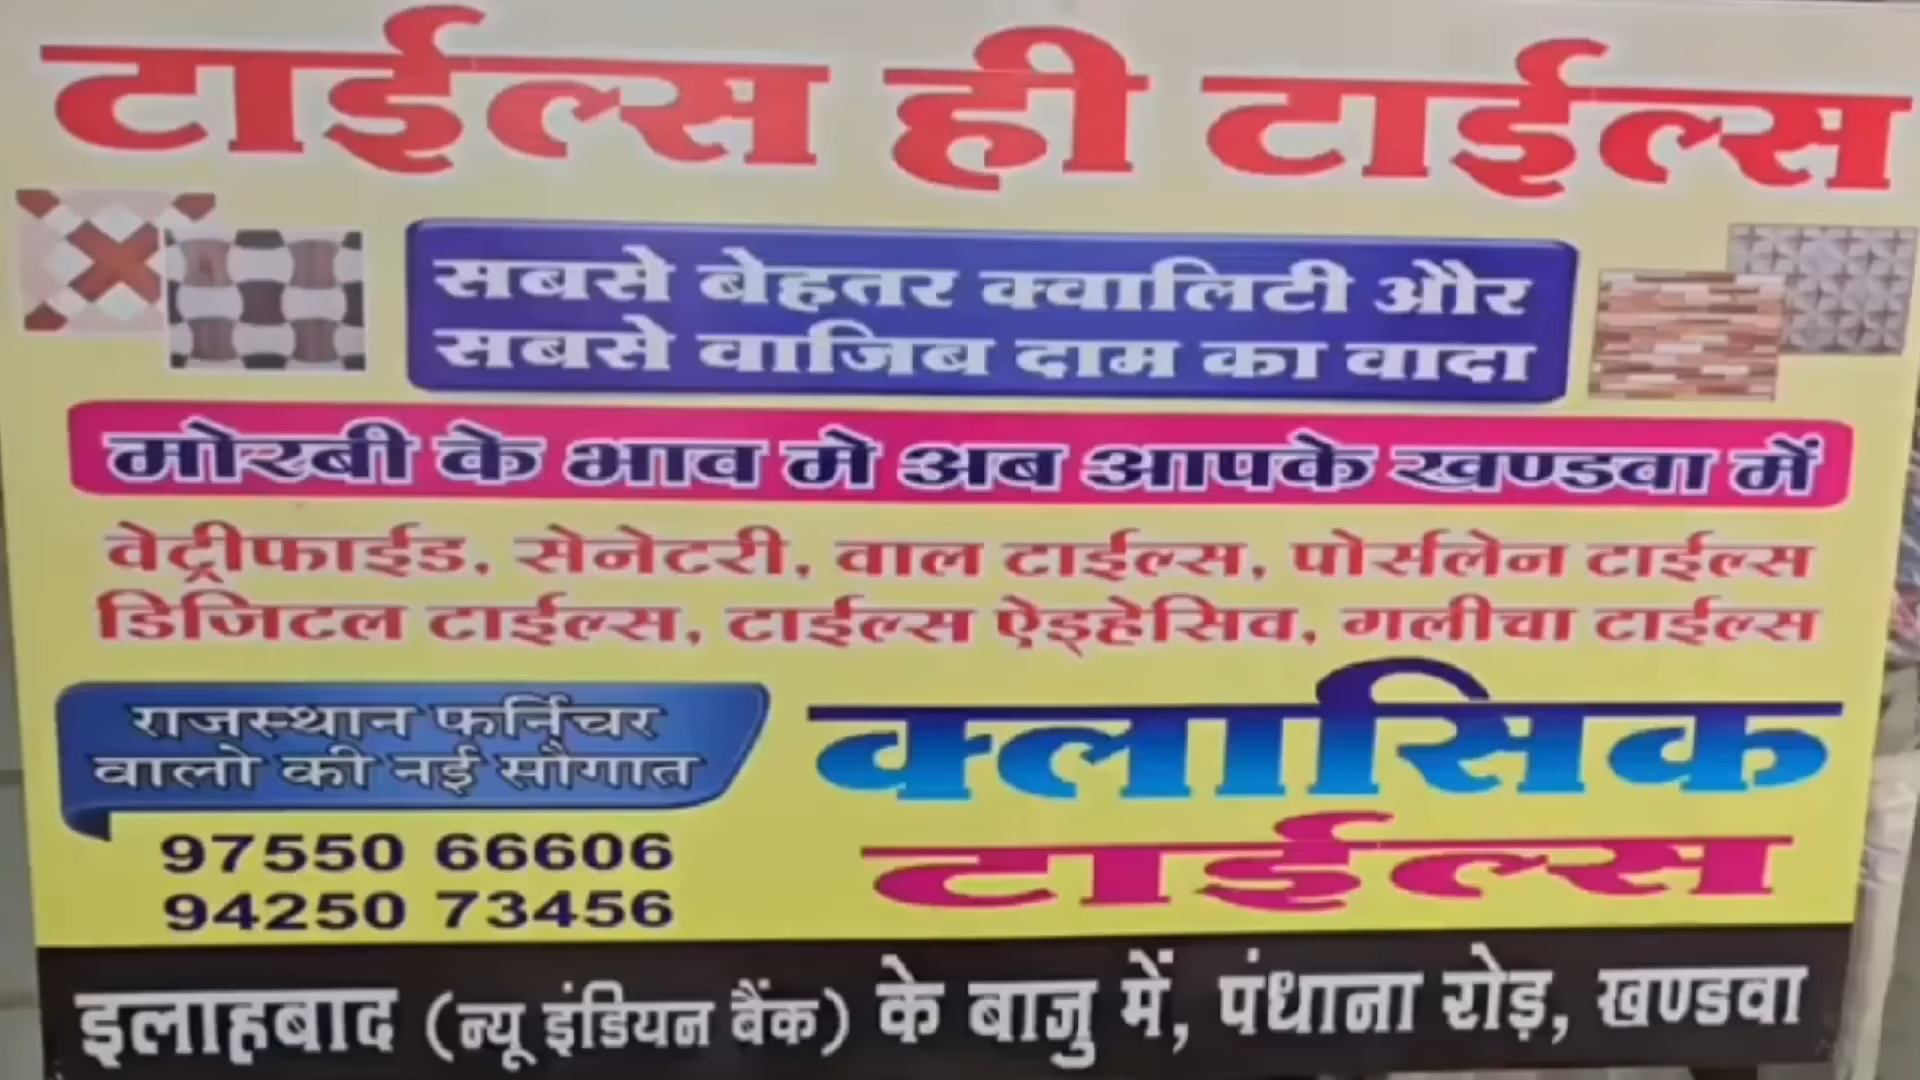 टाईल्स ही टाईल्स
सबसे बेहतर क्वालिटी और
सबसे वाजिब दाम का वादा
मोरबी के भाव मे अब आपके खण्डवा में
वेट्रीफाईड, सेनेटरी, वाल टाईल्स, पोर्सलेन टाईल्स
डिजिटल टाईल्स, टाईल्स ऐड्हेसिव, गलीचा टाईल्स
राजस्थान फर्निचर
वालो की नई सौगात
97550 66606
94250 73456
क्लासिक
टाईल्स
इलाहबाद (न्यू इंडियन बैंक) के बाजु में, पंधाना रोड़, खण्डवा